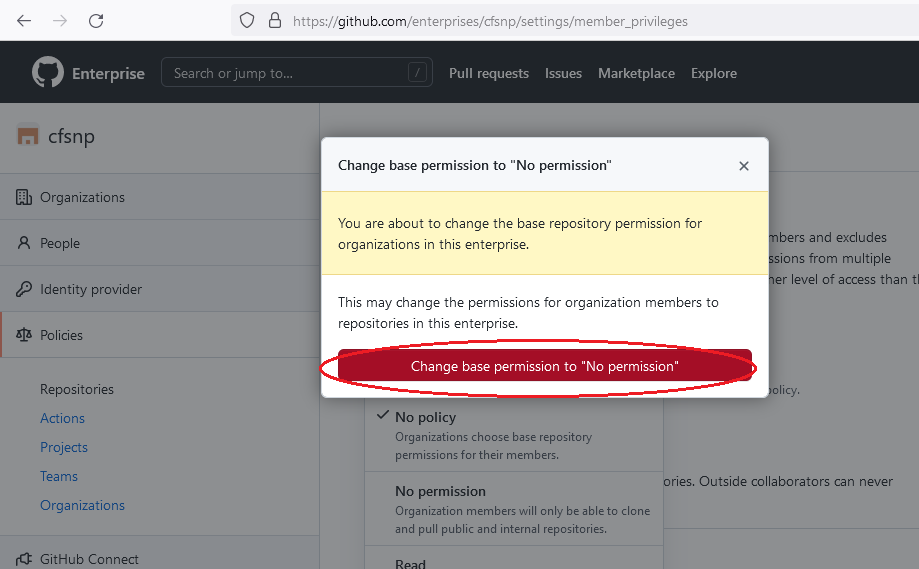 https://github.com/enterprises/cfsnp/settings/member_privileges
Enterprise
Search or jump to...
/
Pull requests
Issues
Marketplace
Explore
cfsnp
Organizations
People
Identity provider
Policies
Repositories
Actions
Projects
Teams
Organizations
GitHub Connect
Change base permission to "No permission"
You are about to change the base repository permission for
organizations in this enterprise.
This may change the permissions for organization members to
repositories in this enterprise.
Change base permission to "No permission"
and excludes
from multiple
level of access than
policy.
No policy
Organizations choose base repository
permissions for their members.
No permission
Organization members will only be able to clone
and pull public and internal repositories.
Read
Outside collaborators can never